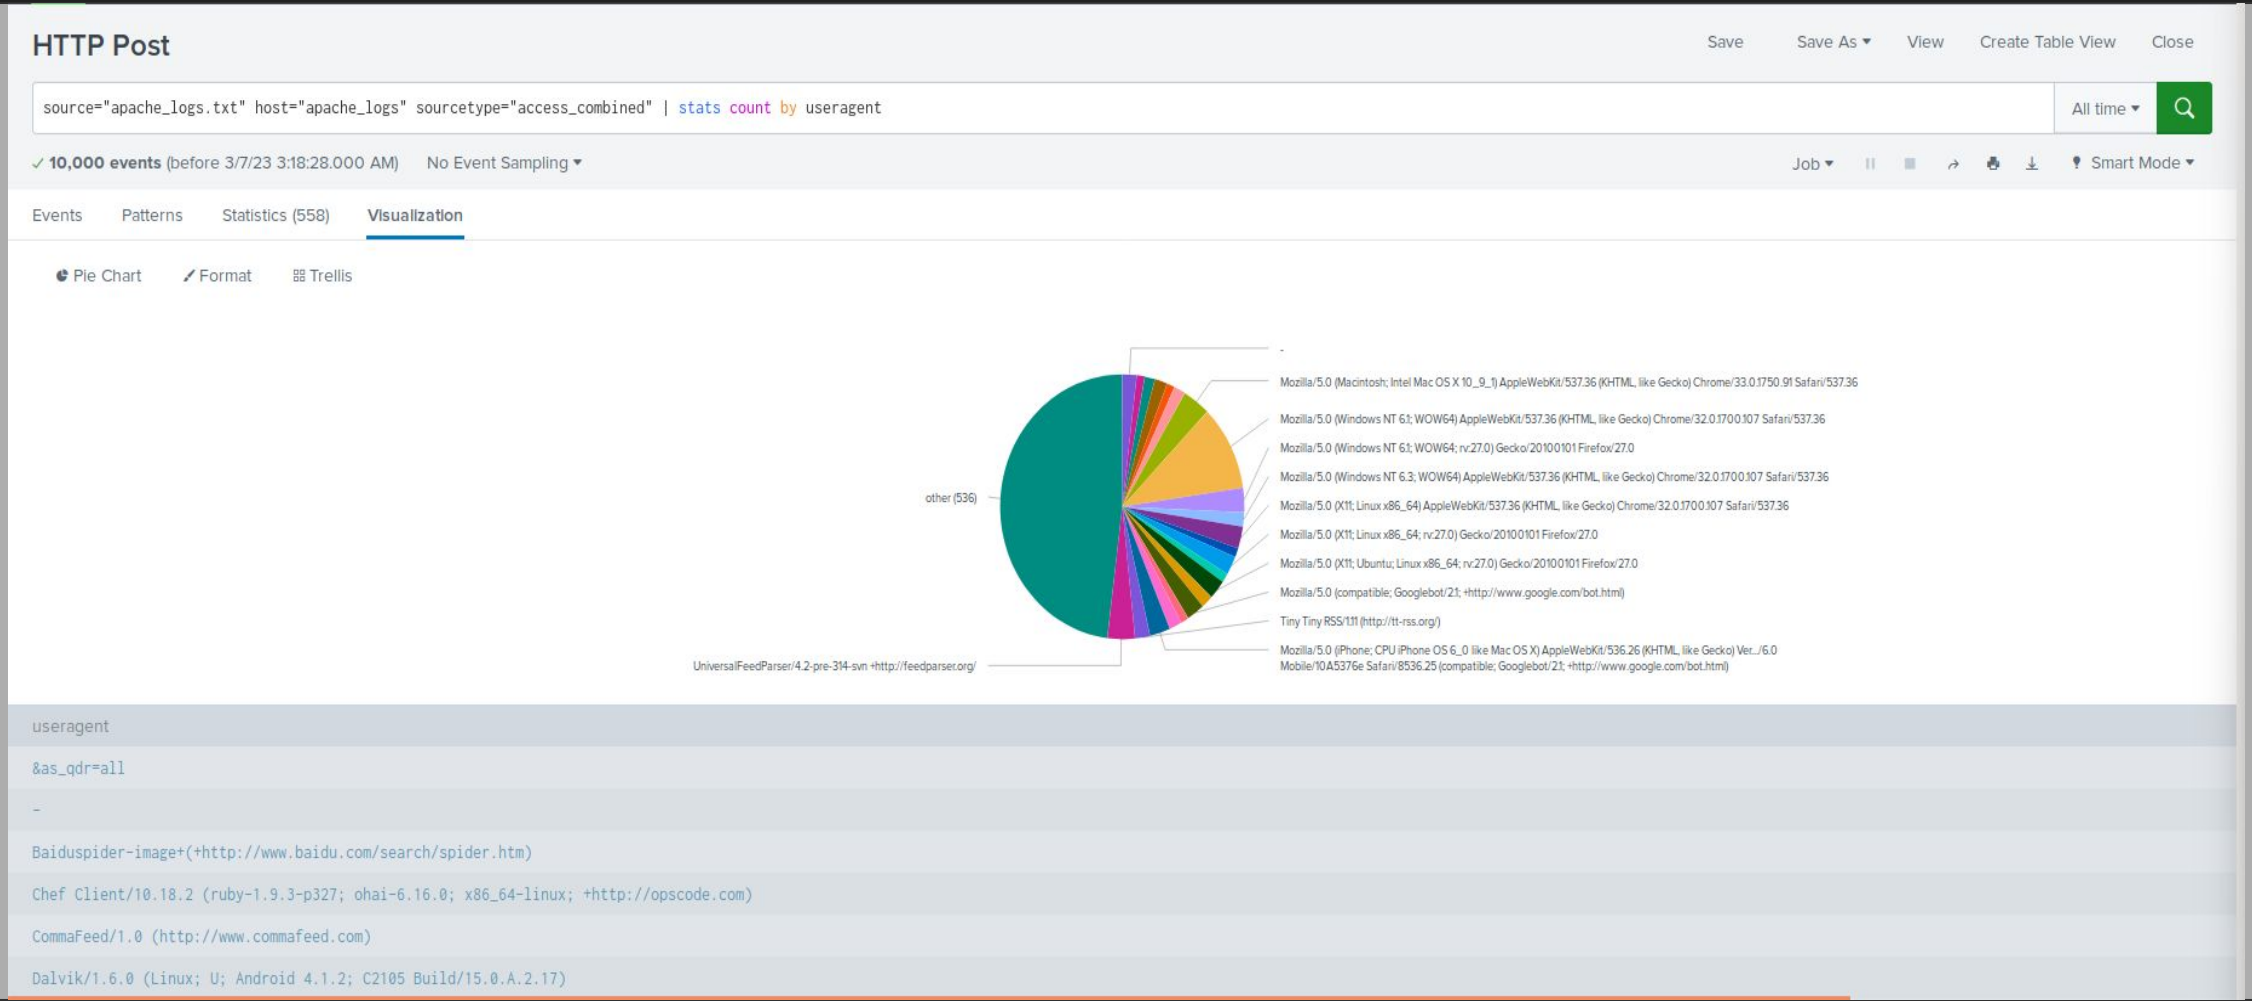 HTTP Post
Save Save As View Create Table View Close
source="apache_logs.txt" host="apache_logs" sourcetype="access_combined" | stats count by useragent
All time
10,000 events (before 3/7/23 3:18:28.000 AM) No Event Sampling
Job Smart Mode
Events Patterns Statistics (558) Visualization
Pie Chart Format Trellis
-
Mozilla/5.0 (Macintosh; Intel Mac OS X 10_9_1) AppleWebKit/537.36 (KHTML, like Gecko) Chrome/33.0.1750.91 Safari/537.36
Mozilla/5.0 (Windows NT 6.1; WOW64) AppleWebKit/537.36 (KHTML, like Gecko) Chrome/32.0.1700.107 Safari/537.36
Mozilla/5.0 (Windows NT 6.1; WOW64; rv:27.0) Gecko/20100101 Firefox/27.0
Mozilla/5.0 (Windows NT 6.3; WOW64) AppleWebKit/537.36 (KHTML, like Gecko) Chrome/32.0.1700.107 Safari/537.36
other (536)
Mozilla/5.0 (X11; Linux x86_64) AppleWebKit/537.36 (KHTML, like Gecko) Chrome/32.0.1700.107 Safari/537.36
Mozilla/5.0 (X11; Linux x86_64; rv:27.0) Gecko/20100101 Firefox/27.0
Mozilla/5.0 (X11; Ubuntu; Linux x86_64; rv:27.0) Gecko/20100101 Firefox/27.0
Mozilla/5.0 (compatible; Googlebot/2.1; +http://www.google.com/bot.html)
Tiny Tiny RSS/1.11 (http://tt-rss.org/)
Mozilla/5.0 (iPhone; CPU iPhone OS 6_0 like Mac OS X) AppleWebKit/536.26 (KHTML, like Gecko) Ver.../6.0
Mobile/10A5376e Safari/8536.25 (compatible; Googlebot/2.1; +http://www.google.com/bot.html)
UniversalFeedParser/4.2-pre-314-svn +http://feedparser.org/
useragent
&as_qdr=all
-
Baiduspider-image+(+http://www.baidu.com/search/spider.htm)
Chef Client/10.18.2 (ruby-1.9.3-p327; ohai-6.16.0; x86_64-linux; +http://opscode.com)
CommaFeed/1.0 (http://www.commafeed.com)
Dalvik/1.6.0 (Linux; U; Android 4.1.2; C2105 Build/15.0.A.2.17)